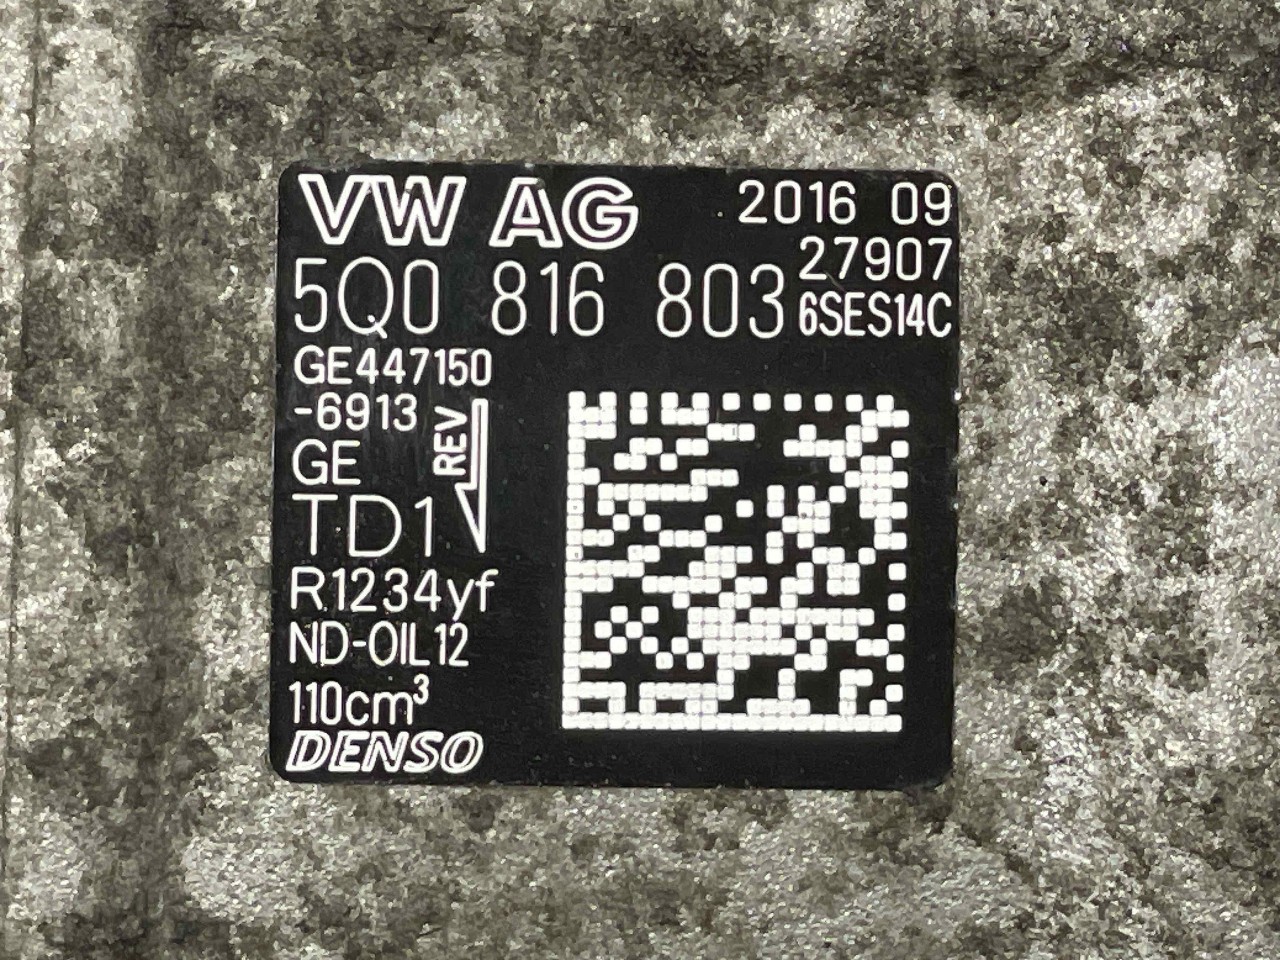 VW AG 2016 09
27907
5Q0 816 803 6SES14C
GE447150
-6913
REV
GE
TD1
R1234yf
ND-OIL12
110cm³
DENSO